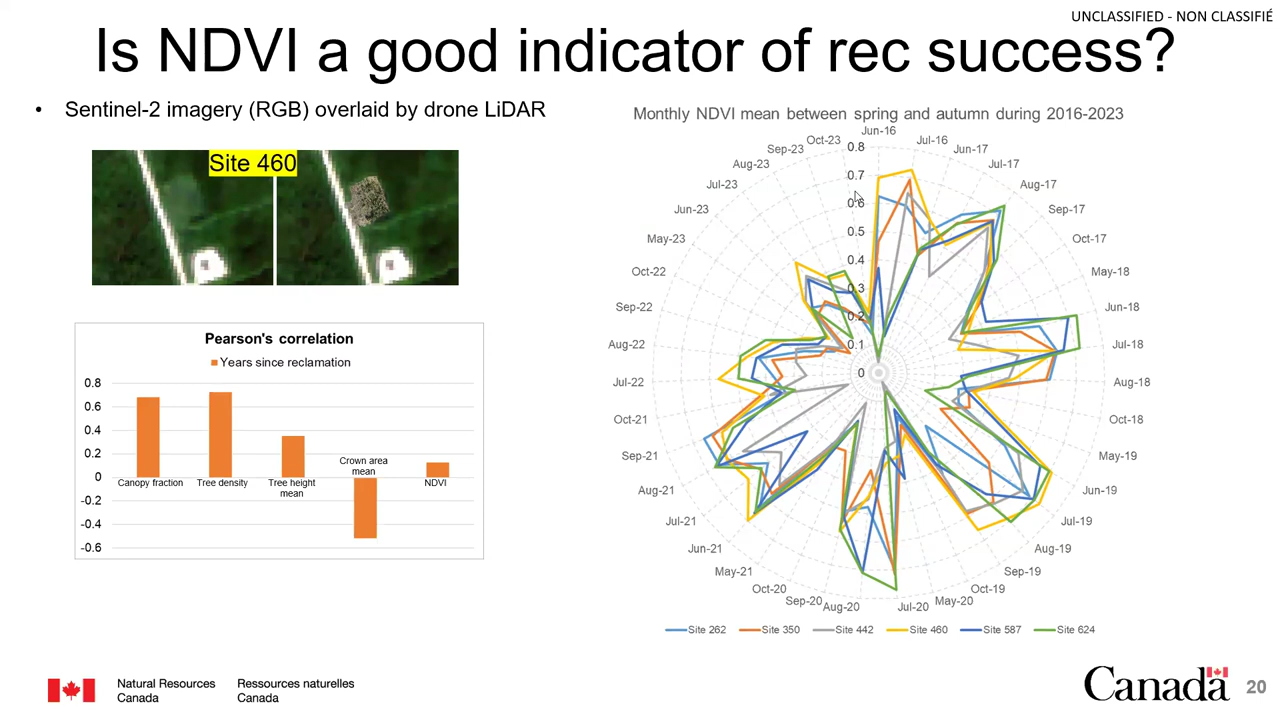 UNCLASSIFIED - NON CLASSIFIÉ
Is NDVI a good indicator of rec success?
• Sentinel-2 imagery (RGB) overlaid by drone LiDAR
Site 460
Pearson's correlation
Years since reclamation
0.8
0.6
0.4
0.2
0
-0.2
-0.4
-0.6
Canopy fraction
Tree density
Tree height
mean
Crown area
mean
NDVI
Monthly NDVI mean between spring and autumn during 2016-2023
Jun-16
Jul-16
Jun-17
Jul-17
Aug-17
Sep-17
Oct-17
May-18
Jun-18
Jul-18
Aug-18
Oct-18
May-19
Jun-19
Jul-19
Aug-19
Sep-19
Oct-19
May-20
Jul-20
Aug-20
Sep-20
Oct-20
May-21
Jun-21
Jul-21
Aug-21
Sep-21
Oct-21
Jul-22
Aug-22
Sep-22
Oct-22
May-23
Jun-23
Jul-23
Aug-23
Sep-23
Oct-23
0.8
0.7
0.6
0.5
0.4
0.3
0.2
0.1
0
Site 262
Site 350
Site 442
Site 460
Site 587
Site 624
Natural Resources
Canada
Ressources naturelles
Canada
Canada
20